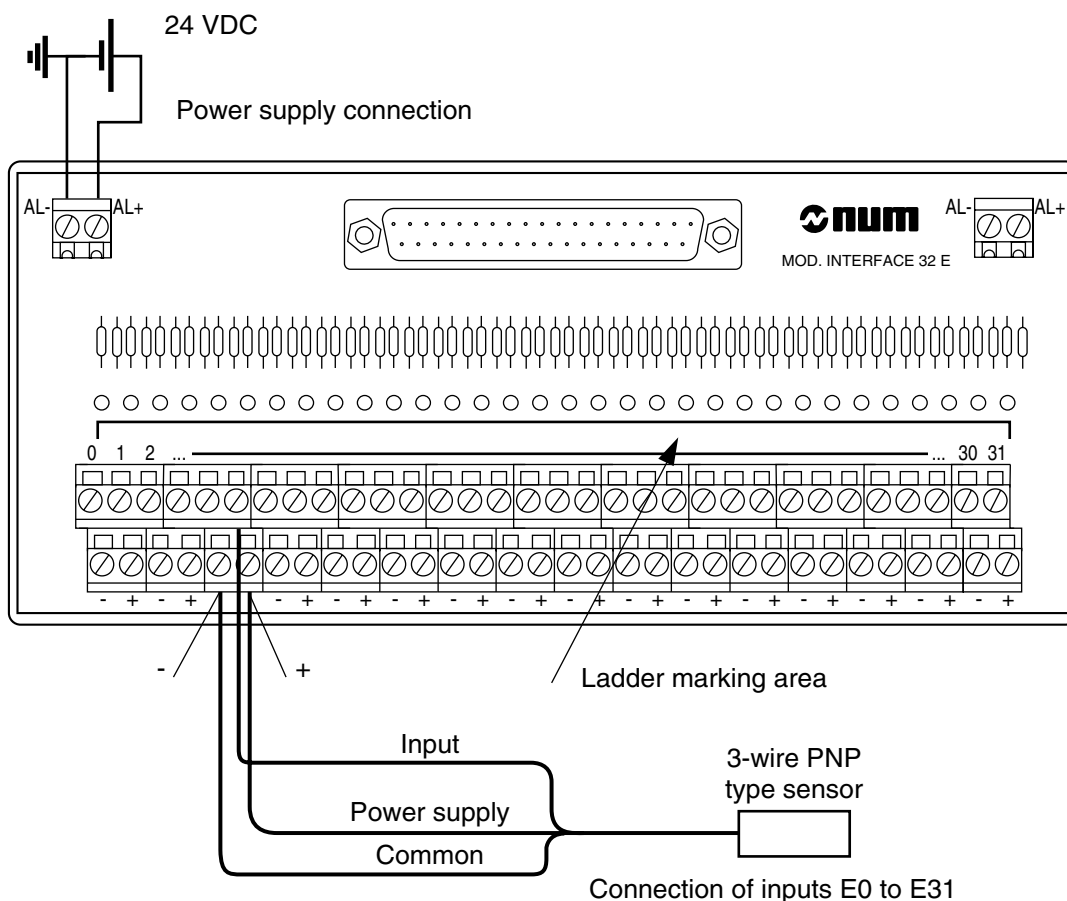 24 VDC
Power supply connection
AL- AL+
num
MOD. INTERFACE 32 E
AL- AL+
0 1 2 ... ... 30 31
- + - + - + - + - + - + - + - + - + - + - + - + - + - + - +
- +
Ladder marking area
Input
Power supply
Common
3-wire PNP
type sensor
Connection of inputs E0 to E31